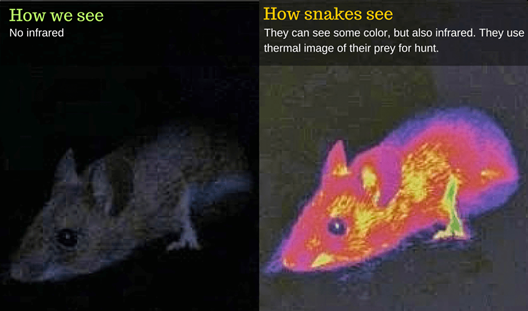 How we see
No infrared
How snakes see
They can see some color, but also infrared. They use
thermal image of their prey for hunt.